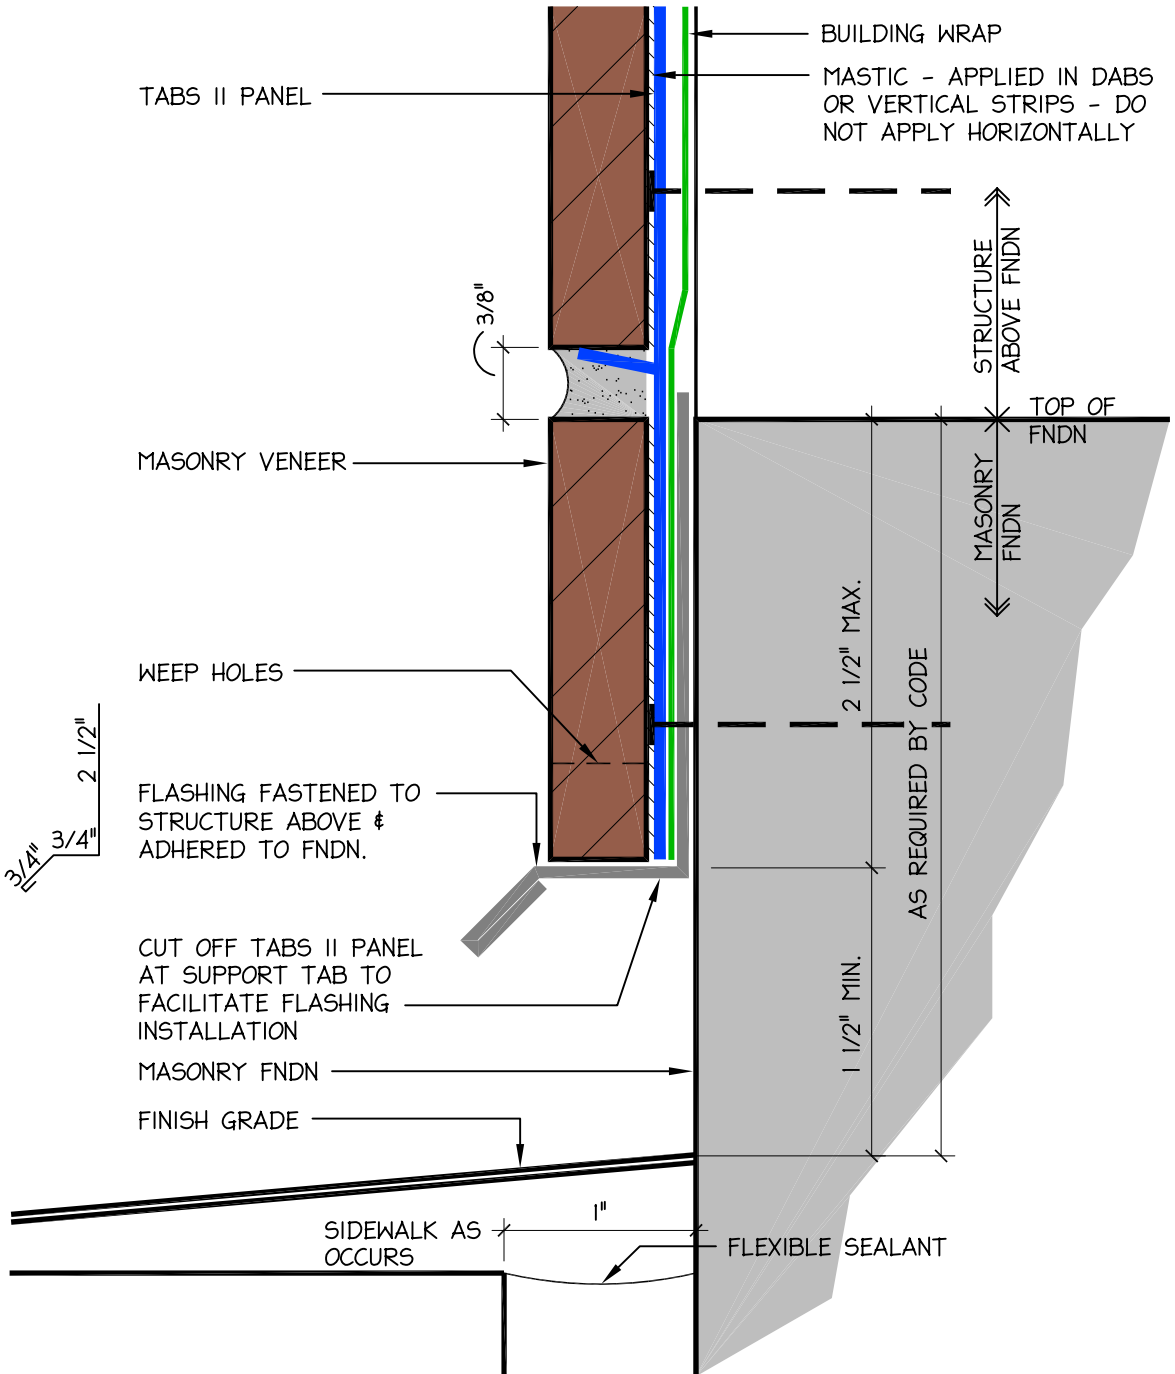 BUILDING WRAP
MASTIC - APPLIED IN DABS
OR VERTICAL STRIPS - DO
NOT APPLY HORIZONTALLY
TABS II PANEL
STRUCTURE
ABOVE FNDN
3/8"
TOP OF
FNDN
MASONRY
FNDN
MASONRY VENEER
2 1/2" MAX.
AS REQUIRED BY CODE
WEEP HOLES
2 1/2"
3/4"
3/4"
FLASHING FASTENED TO
STRUCTURE ABOVE &
ADHERED TO FNDN.
CUT OFF TABS II PANEL
AT SUPPORT TAB TO
FACILITATE FLASHING
INSTALLATION
1 1/2" MIN.
MASONRY FNDN
FINISH GRADE
1"
SIDEWALK AS
OCCURS
FLEXIBLE SEALANT